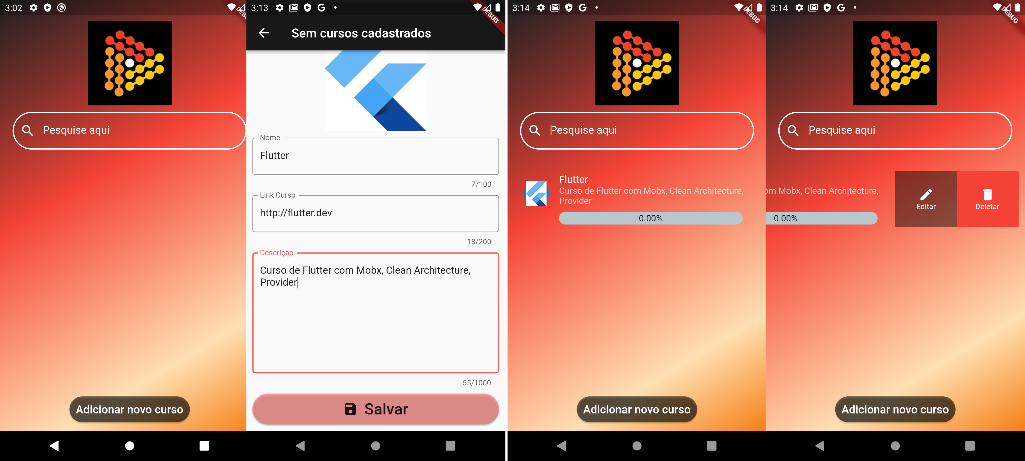 3:02
Pesquise aqui
Adicionar novo curso
3:13
Sem cursos cadastrados
Nome
Flutter
7/100
Link Curso
http://flutter.dev
18/200
Descrição
Curso de Flutter com Mobx, Clean Architecture,
Provider
55/1000
Salvar
3:14
G
Pesquise aqui
Flutter
Curso de Flutter com Mobx, Clean Architecture,
Provider
0.00%
Adicionar novo curso
3:14
G
Pesquise aqui
om Mobx, Clean Architecture,
0.00%
Editar
Deletar
Adicionar novo curso